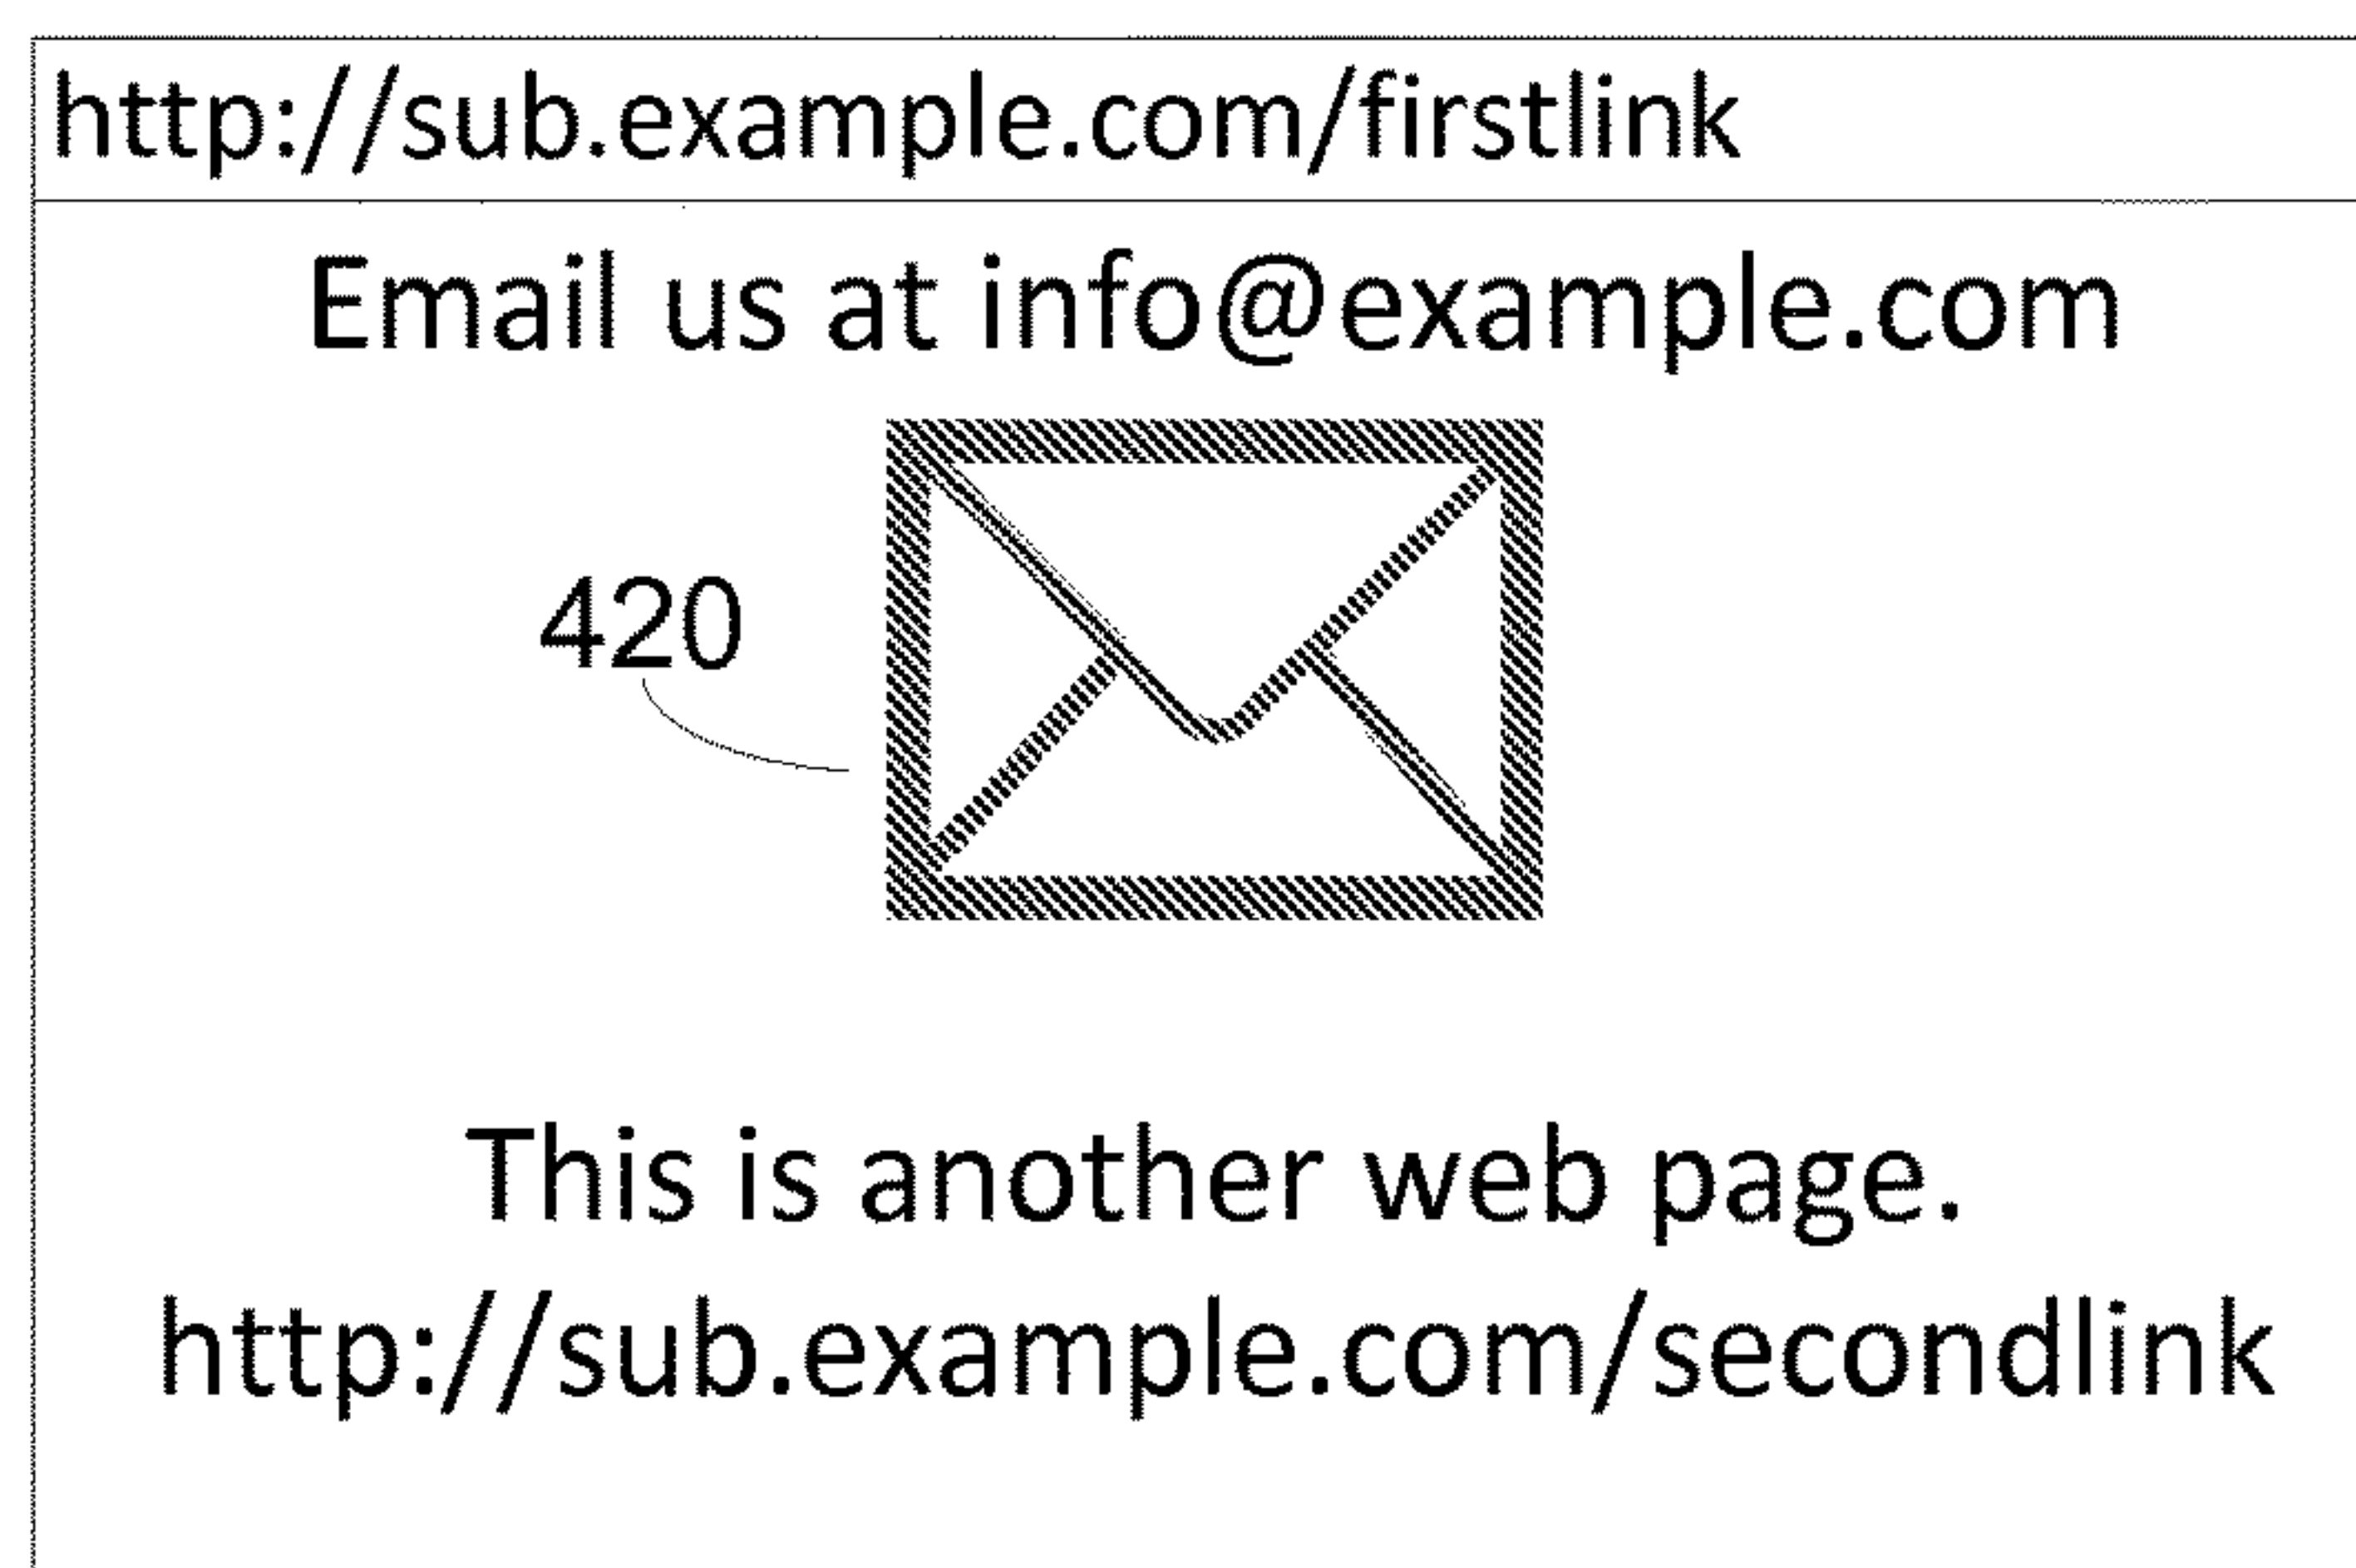 http://sub.example.com/firstlink
Email us at info@example.com
420
This is another web page.
http://sub.example.com/secondlink